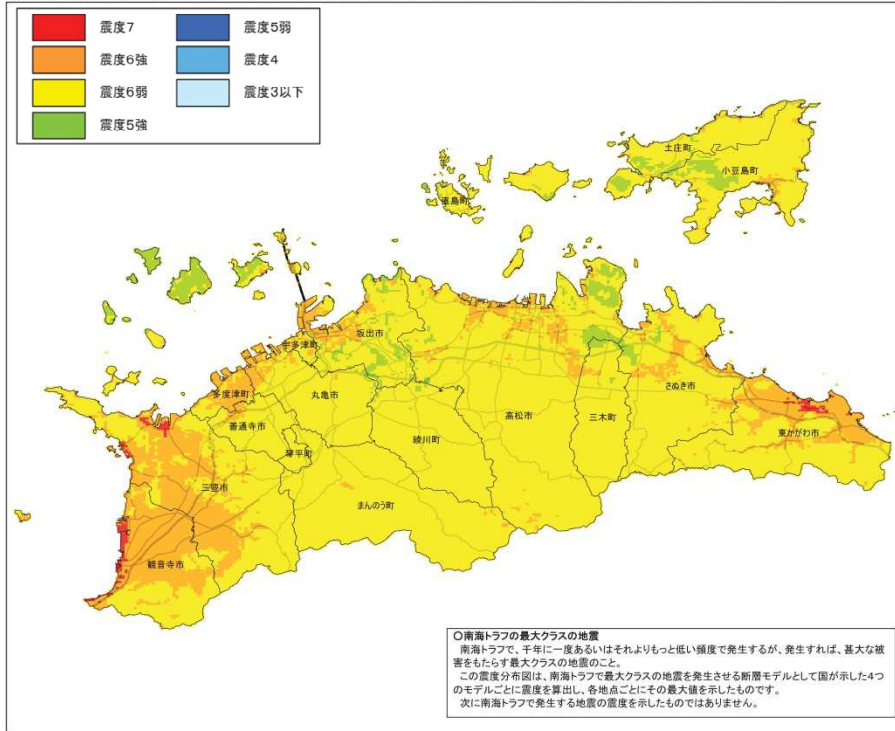 震度7
震度6強
震度6弱
震度5強
震度5弱
震度4
震度3以下
土庄町
小豆島町
直島町
坂出市
宇多津町
多度津町
丸亀市
善通寺市
琴平町
三豊市
観音寺市
まんのう町
綾川町
高松市
三木町
さぬき市
東かがわ市
○南海トラフの最大クラスの地震
南海トラフで、千年に一度あるいはそれよりもっと低い頻度で発生するが、発生すれば、甚大な被
害をもたらす最大クラスの地震のこと。
この震度分布図は、南海トラフで最大クラスの地震を発生させる断層モデルとして国が示した4つ
のモデルごとに震度を算出し、各地点ごとにその最大値を示したものです。
次に南海トラフで発生する地震の震度を示したものではありません。